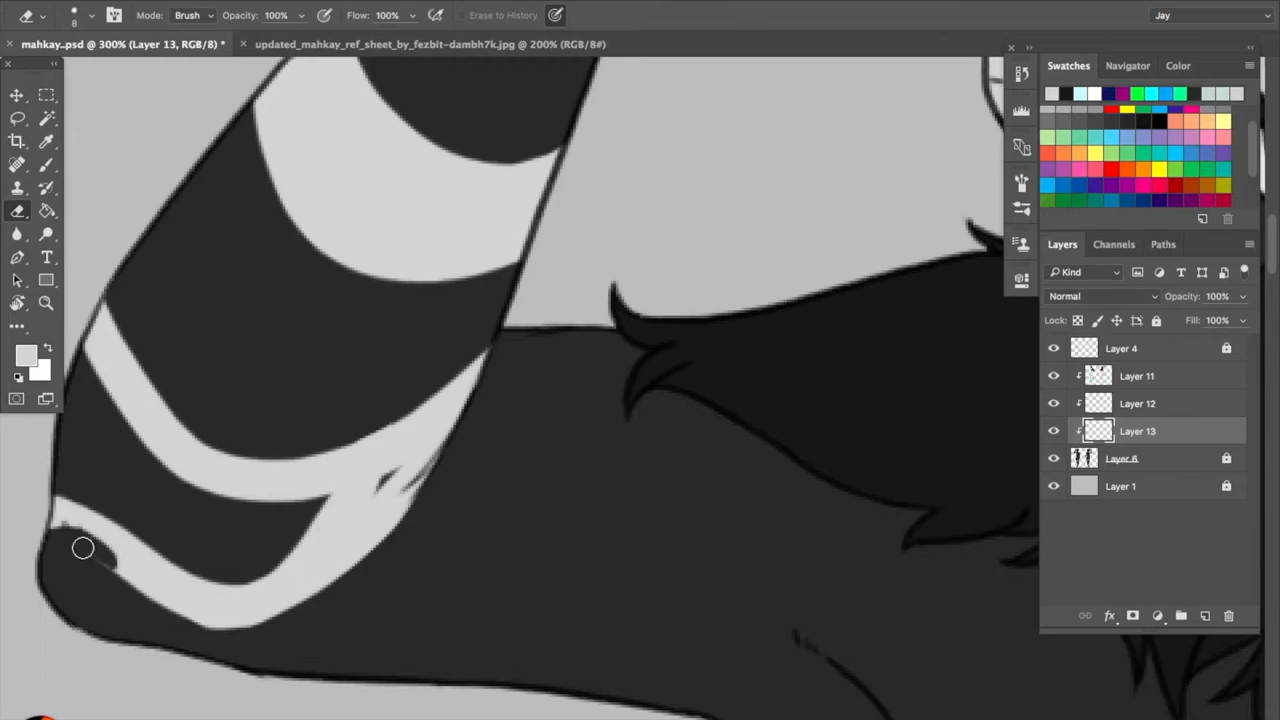 8 Mode: Brush Opacity: 100% Flow: 100% Erase to History Jay
mahkay..psd @ 300% (Layer 13, RGB/8) * updated_mahkay_ref_sheet_by_fezbit-dambh7k.jpg @ 200% (RGB/8#)
Swatches Navigator Color
Layers Channels Paths
Kind
Normal Opacity: 100%
Lock: Fill: 100%
Layer 4
Layer 11
Layer 12
Layer 13
Layer 6
Layer 1